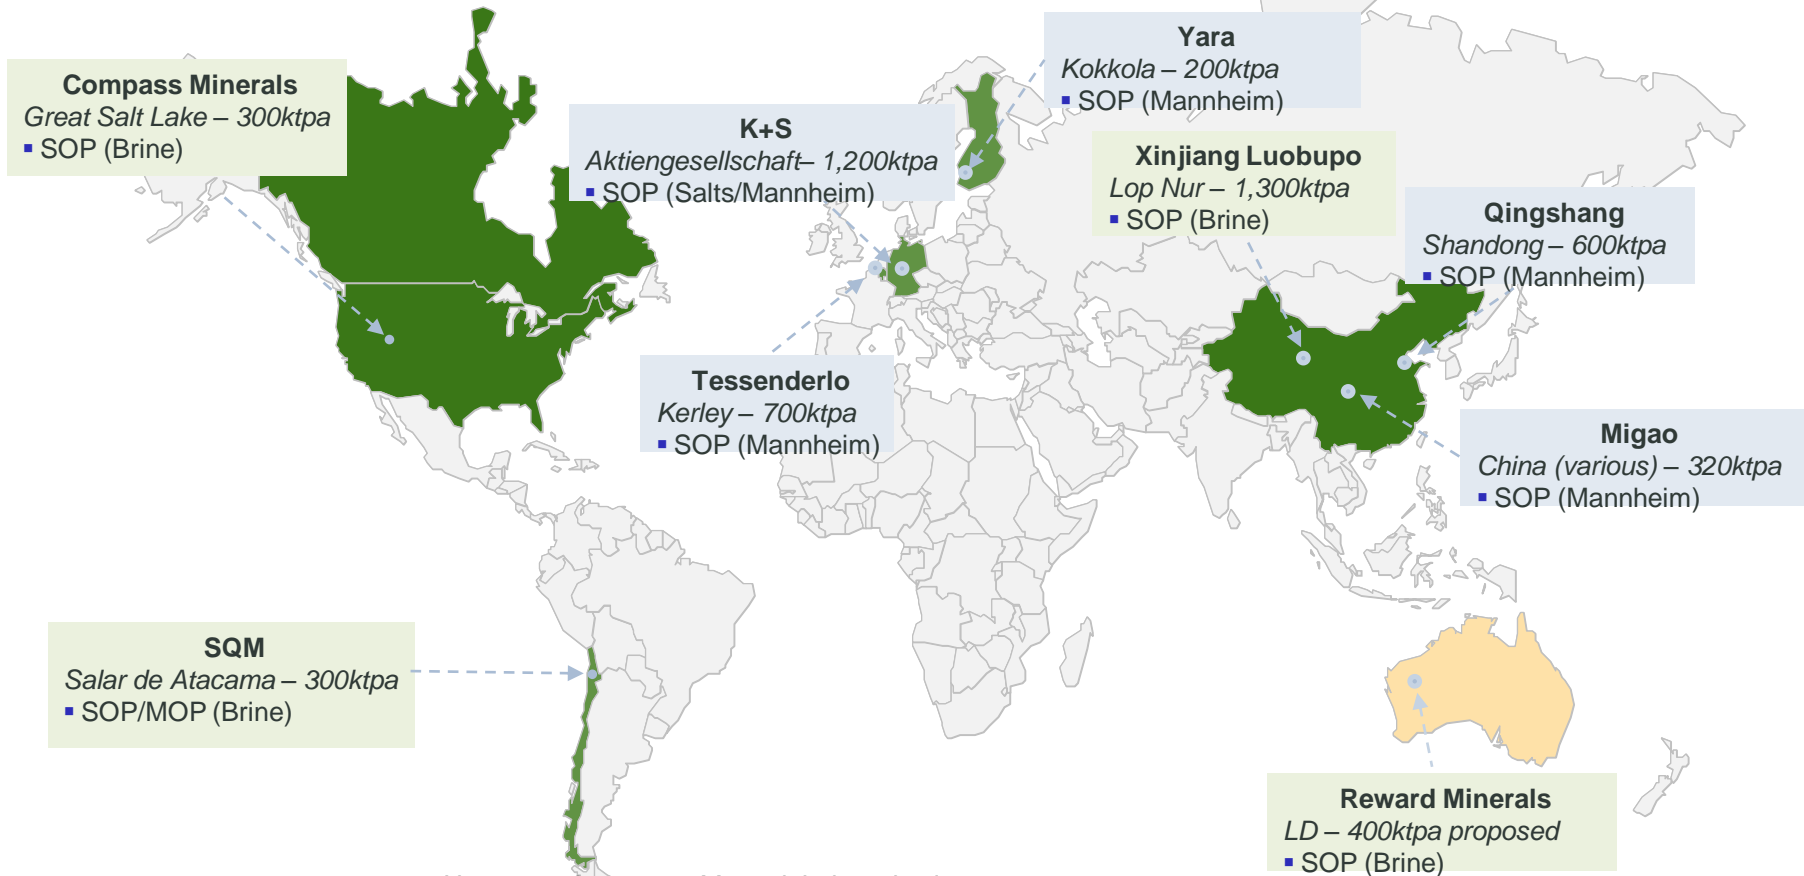 Yara
Kokkola – 200ktpa
▪ SOP (Mannheim)
Compass Minerals
Great Salt Lake – 300ktpa
▪ SOP (Brine)
K+S
Aktiengesellschaft– 1,200ktpa
▪ SOP (Salts/Mannheim)
Xinjiang Luobupo
Lop Nur – 1,300ktpa
▪ SOP (Brine)
Qingshang
Shandong – 600ktpa
▪ SOP (Mannheim)
Tessenderlo
Kerley – 700ktpa
▪ SOP (Mannheim)
Migao
China (various) – 320ktpa
▪ SOP (Mannheim)
SQM
Salar de Atacama – 300ktpa
▪ SOP/MOP (Brine)
Reward Minerals
LD – 400ktpa proposed
▪ SOP (Brine)